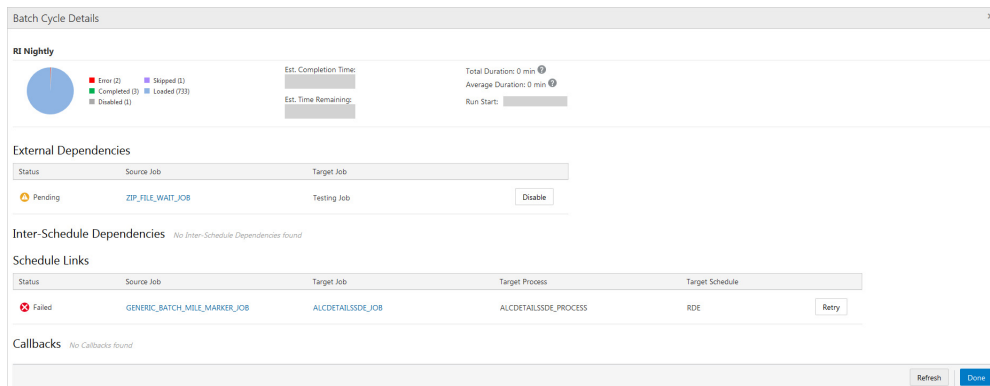 Batch Cycle Details
RI Nightly
Error (2) Skipped (1)
Completed (3) Loaded (733)
Disabled (1)
Est. Completion Time:
Est. Time Remaining:
Total Duration: 0 min ?
Average Duration: 0 min ?
Run Start:
External Dependencies
Status Source Job Target Job
Pending ZIP_FILE_WAIT_JOB Testing Job Disable
Inter-Schedule Dependencies No Inter-Schedule Dependencies found
Schedule Links
Status Source Job Target Job Target Process Target Schedule
Failed GENERIC_BATCH_MILE_MARKER_JOB ALCDETAILSSDE_JOB ALCDETAILSSDE_PROCESS RDE Retry
Callbacks No Callbacks found
Refresh Done